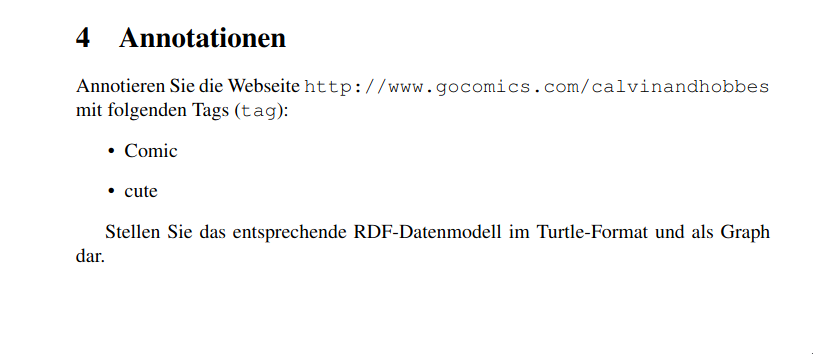 4 Annotationen
Annotieren Sie die Webseite http://www.gocomics.com/calvinandhobbes
mit folgenden Tags (tag):
• Comic
• cute
Stellen Sie das entsprechende RDF-Datenmodell im Turtle-Format und als Graph
dar.